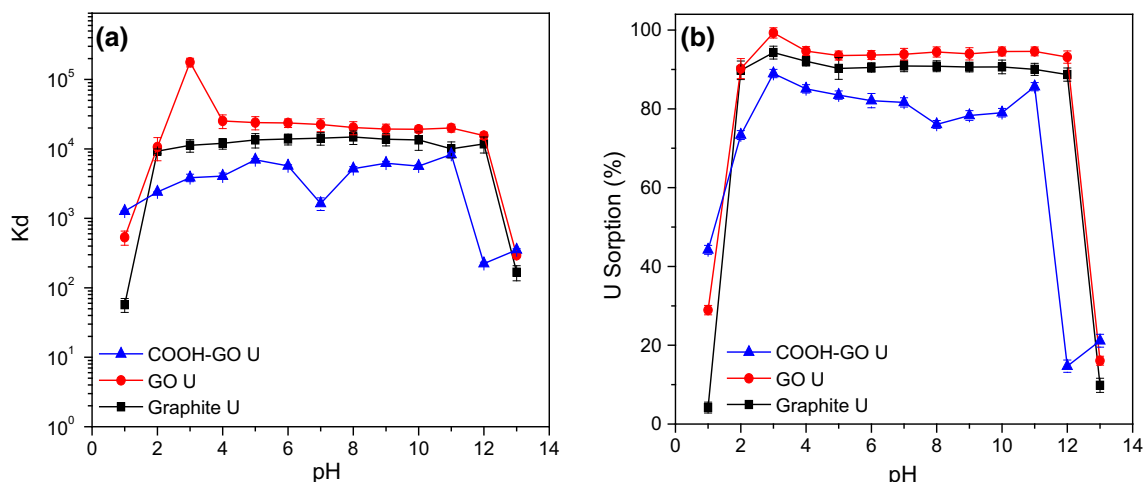 (a)
Kd
10^5
10^4
10^3
10^2
10^1
10^0
COOH-GO U
GO U
Graphite U
0 2 4 6 8 10 12 14
pH
(b)
U Sorption (%)
100
80
60
40
20
0
COOH-GO U
GO U
Graphite U
0 2 4 6 8 10 12 14
pH